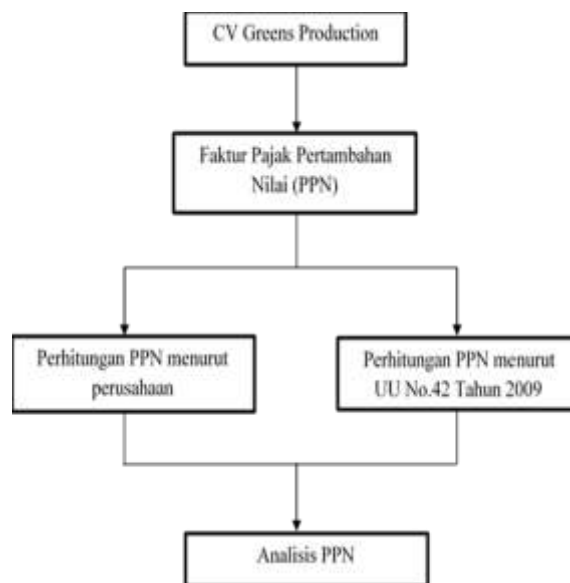 CV Greens Production
Faktur Pajak Pertambahan
Nilai (PPN)
Perhitungan PPN menurut
perusahaan
Perhitungan PPN menurut
UU No.42 Tahun 2009
Analisis PPN